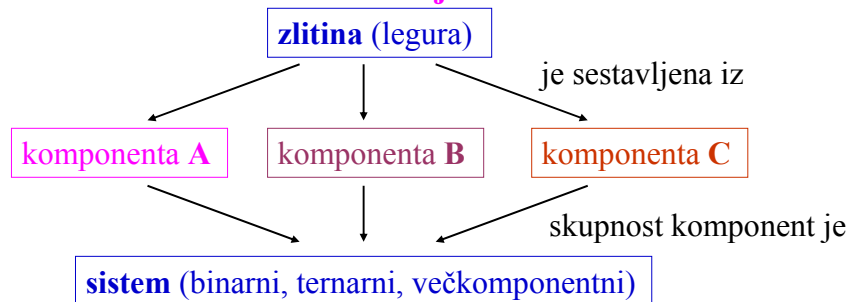 zlitina (legura)
je sestavljena iz
komponenta A
komponenta B
komponenta C
skupnost komponent je
sistem (binarni, ternarni, večkomponentni)